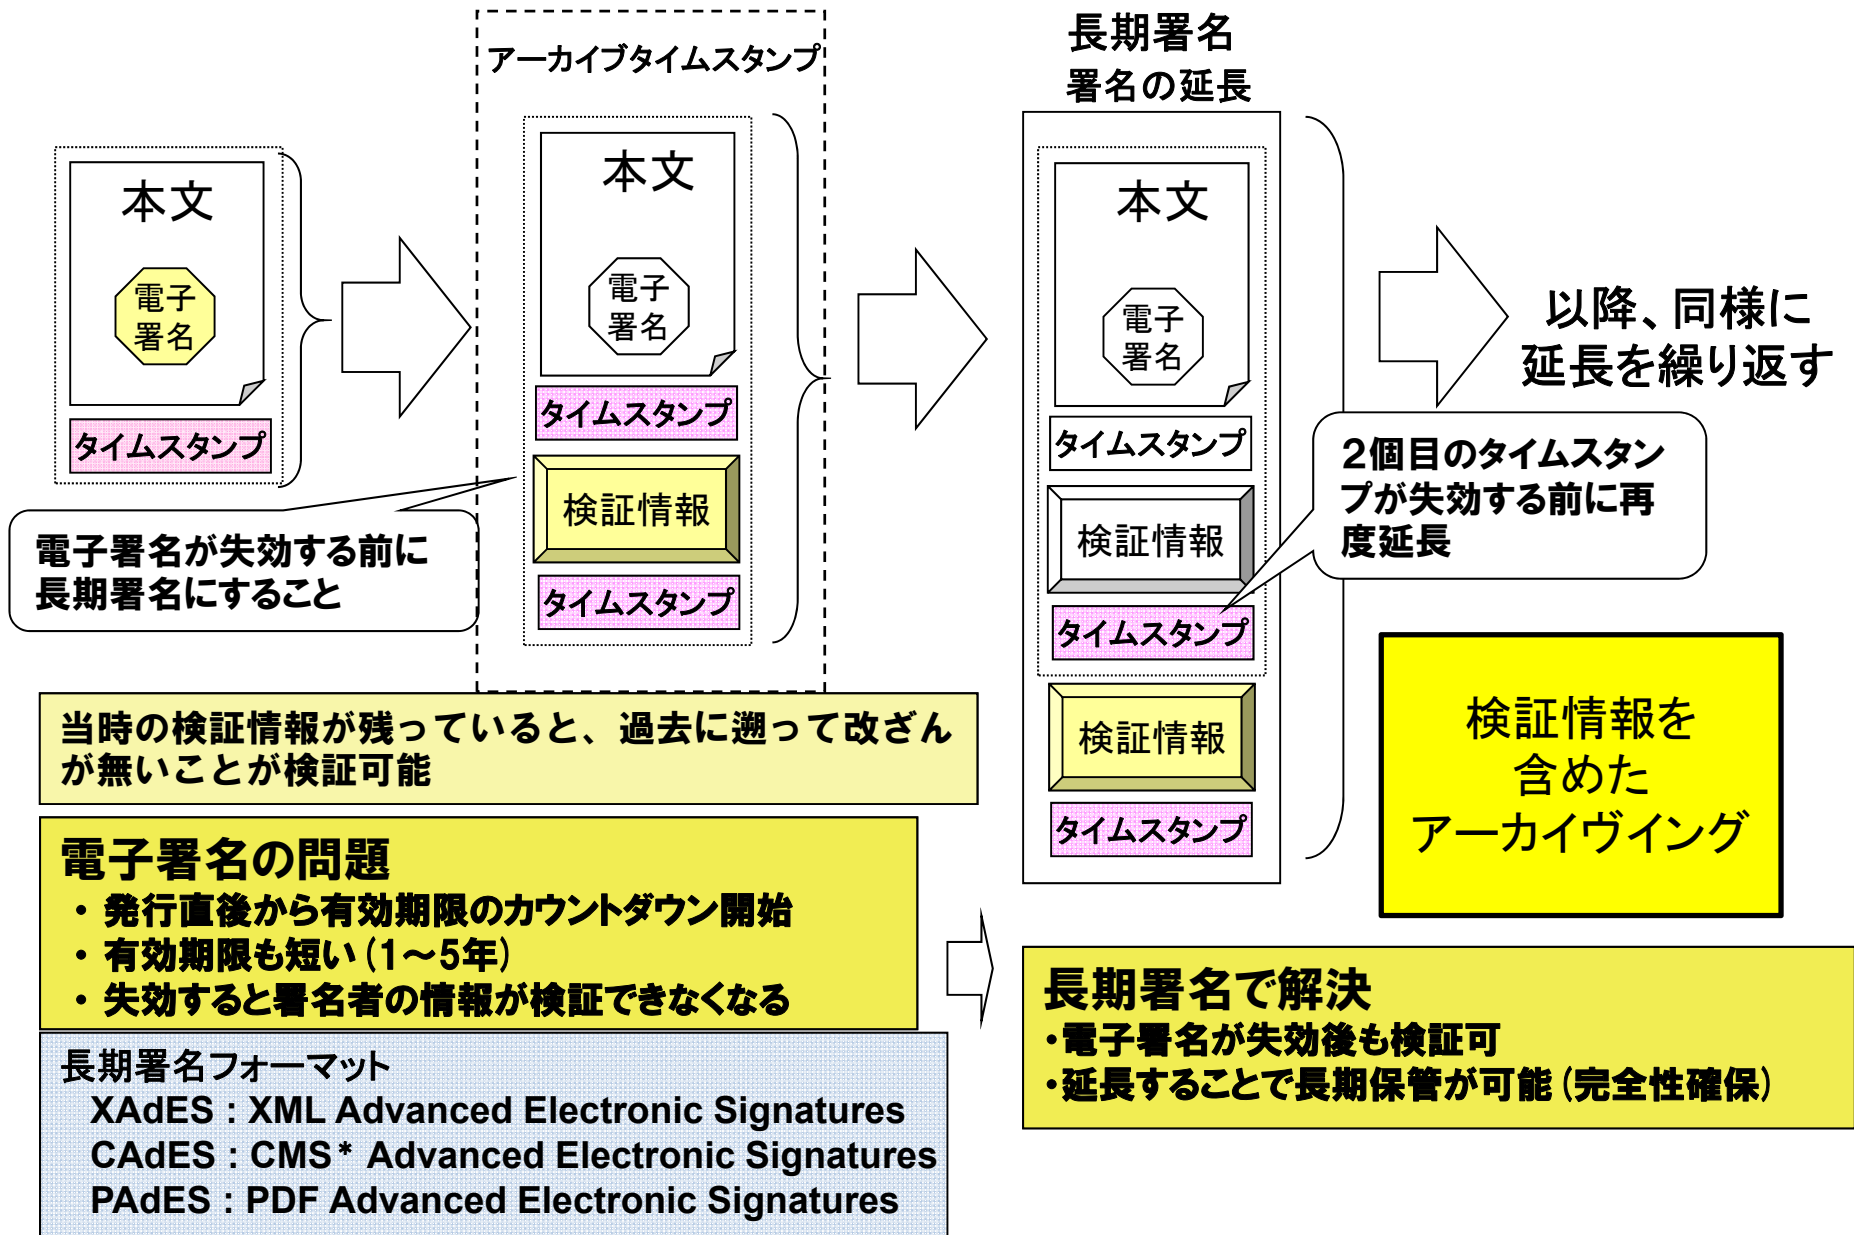 本文
電子
署名
タイムスタンプ
電子署名が失効する前に
長期署名にすること
アーカイブタイムスタンプ
本文
電子
署名
タイムスタンプ
検証情報
タイムスタンプ
長期署名
署名の延長
本文
電子
署名
タイムスタンプ
検証情報
タイムスタンプ
検証情報
タイムスタンプ
以降、同様に
延長を繰り返す
２個目のタイムスタン
プが失効する前に再
度延長
検証情報を
含めた
アーカイヴイング
当時の検証情報が残っていると、過去に遡って改ざん
が無いことが検証可能
電子署名の問題
・発行直後から有効期限のカウントダウン開始
・有効期限も短い（1～5年）
・失効すると署名者の情報が検証できなくなる
長期署名で解決
・電子署名が失効後も検証可
・延長することで長期保管が可能（完全性確保）
長期署名フォーマット
XAdES : XML Advanced Electronic Signatures
CAdES : CMS* Advanced Electronic Signatures
PAdES : PDF Advanced Electronic Signatures